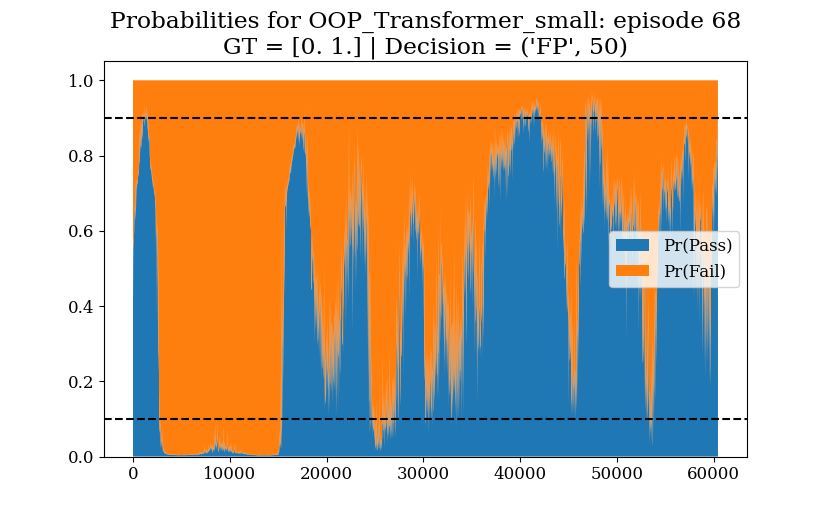 Probabilities for OOP_Transformer_small: episode 68
GT = [0. 1.] | Decision = ('FP', 50)
1.0
0.8
0.6
0.4
0.2
0.0
Pr(Pass)
Pr(Fail)
0 10000 20000 30000 40000 50000 60000